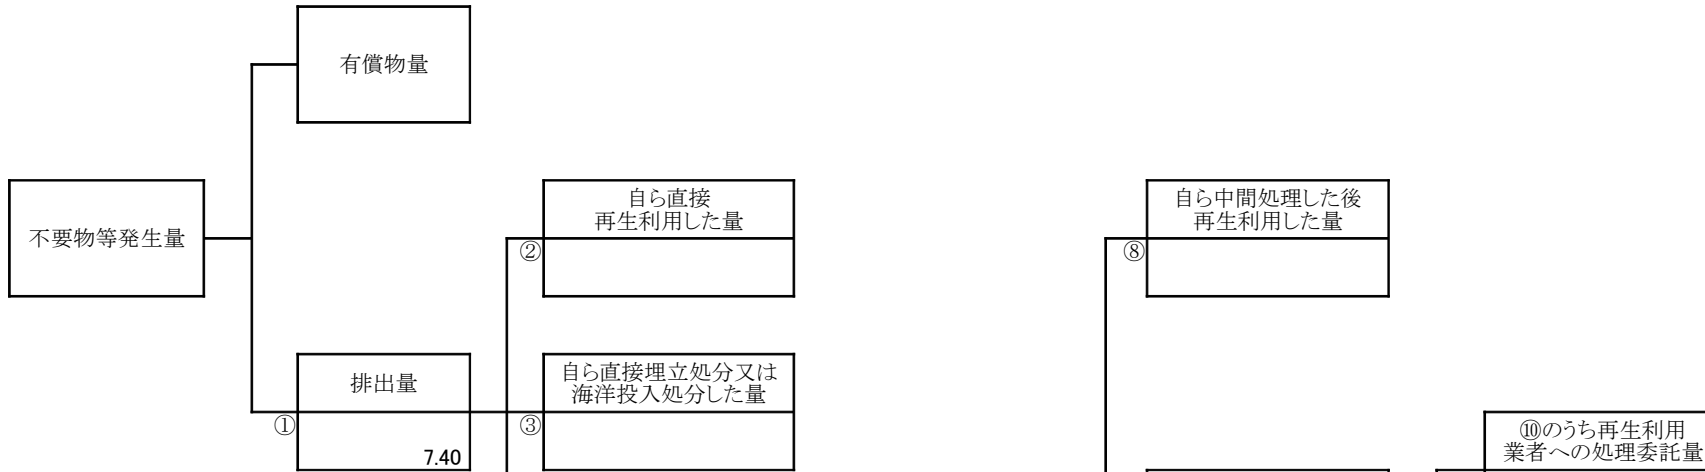 有償物量
不要物等発生量
自ら直接
再生利用した量
②
自ら中間処理した後
再生利用した量
⑧
排出量
①
7.40
自ら直接埋立処分又は
海洋投入処分した量
③
⑩のうち再生利用
業者への処理委託量